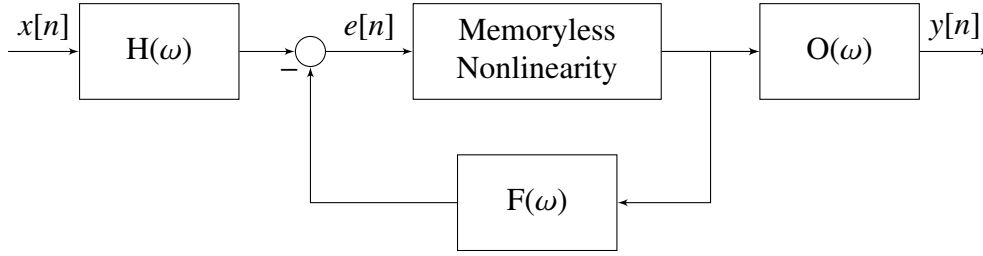 x[n]
H(ω)
−
e[n]
Memoryless
Nonlinearity
O(ω)
y[n]
F(ω)